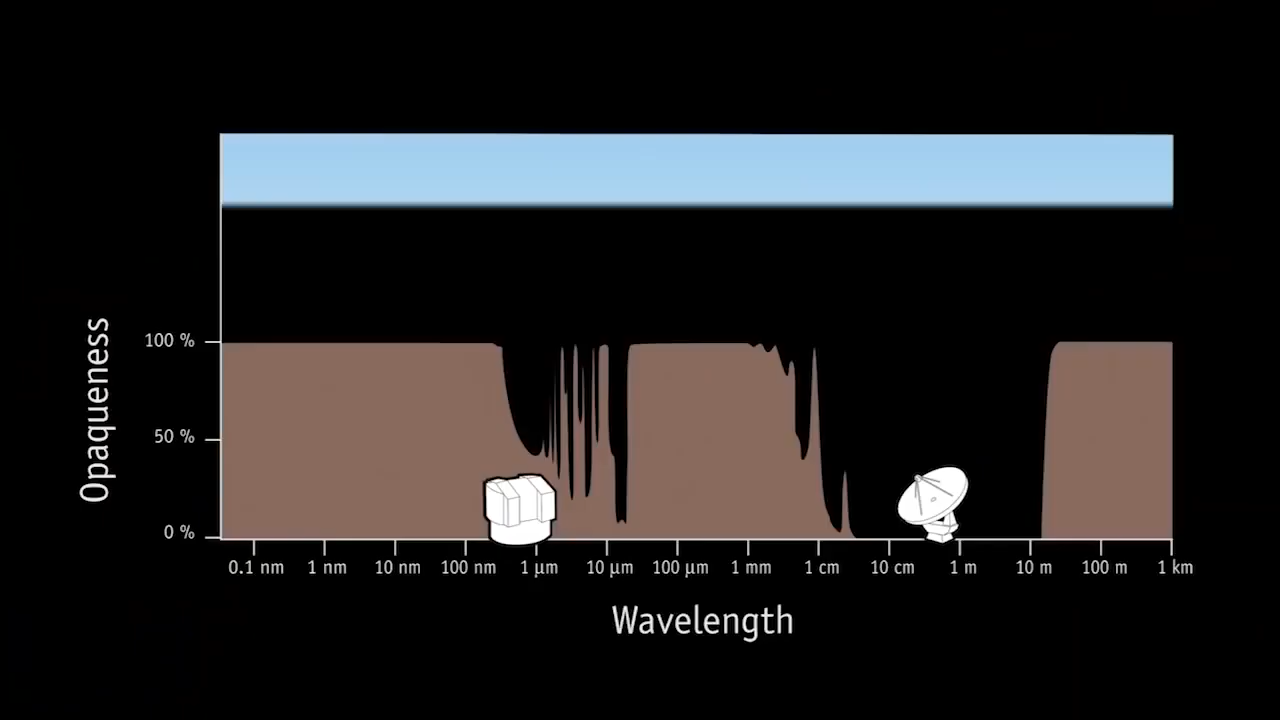 Opaqueness
100 %
50 %
0 %
0.1 nm 1 nm 10 nm 100 nm 1 µm 10 µm 100 µm 1 mm 1 cm 10 cm 1 m 10 m 100 m 1 km
Wavelength